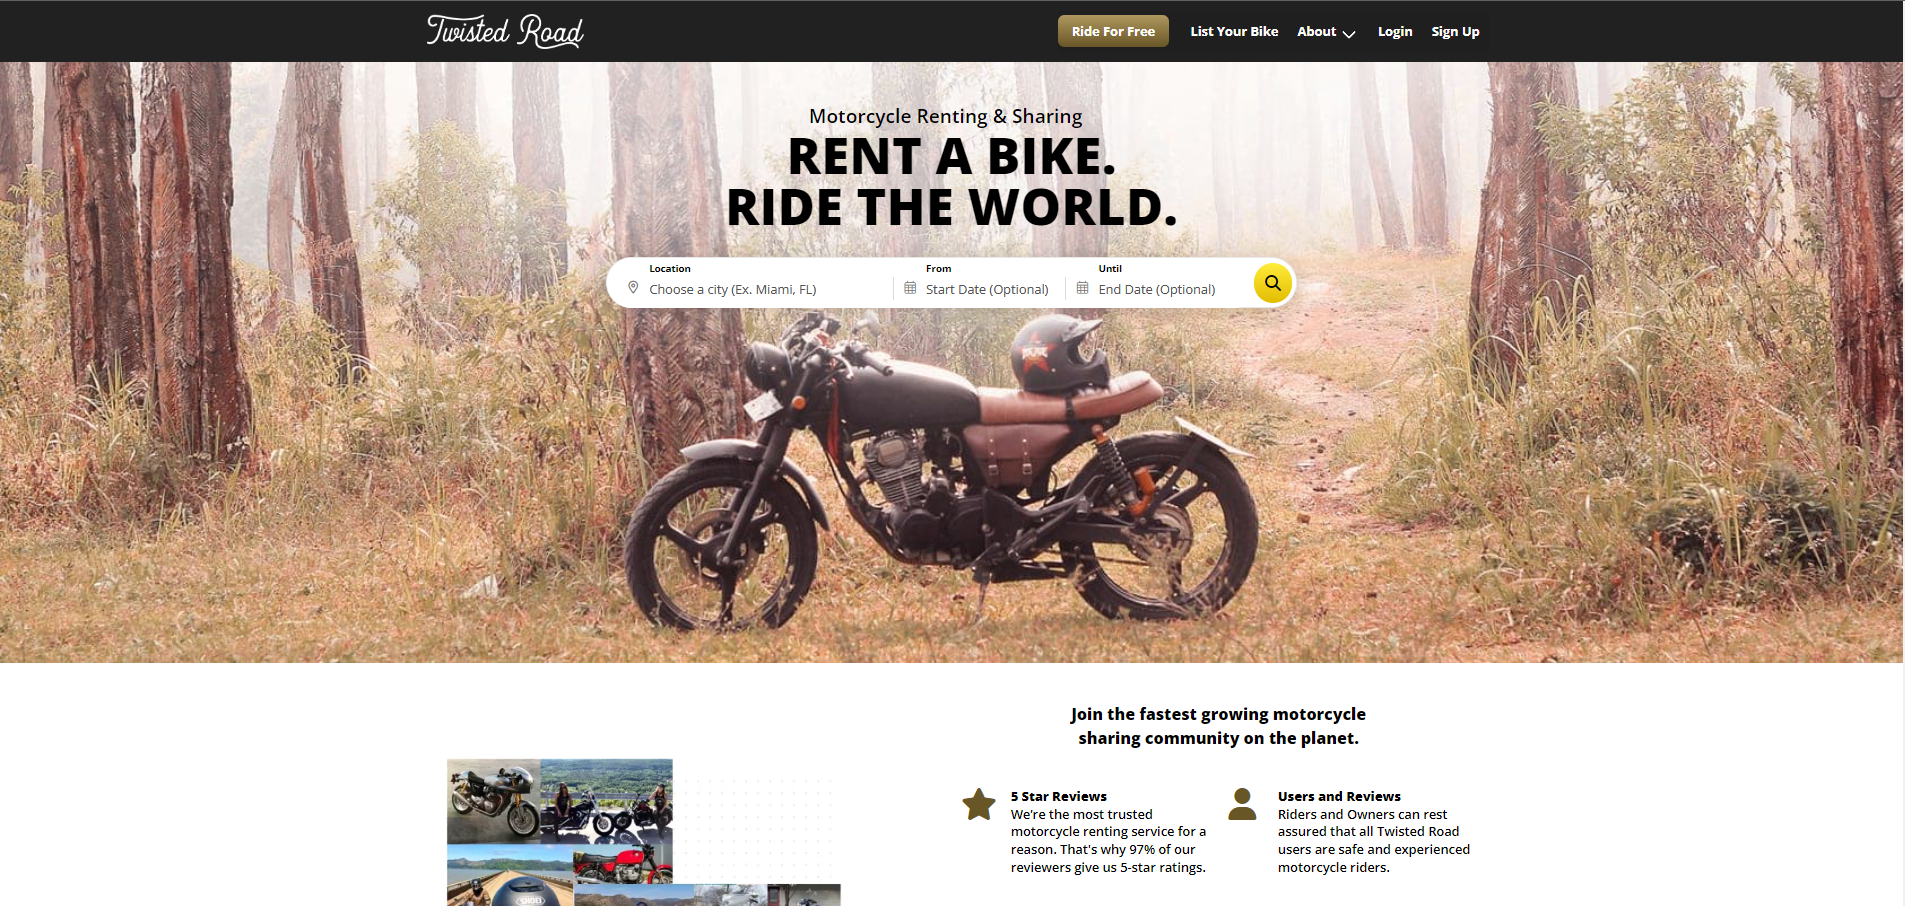 Twisted Road
Ride For Free
List Your Bike
About
Login
Sign Up
Motorcycle Renting & Sharing
RENT A BIKE.
RIDE THE WORLD.
Location
Choose a city (Ex. Miami, FL)
From
Start Date (Optional)
Until
End Date (Optional)
Join the fastest growing motorcycle
sharing community on the planet.
5 Star Reviews
We're the most trusted
motorcycle renting service for a
reason. That's why 97% of our
reviewers give us 5-star ratings.
Users and Reviews
Riders and Owners can rest
assured that all Twisted Road
users are safe and experienced
motorcycle riders.
SHOEI